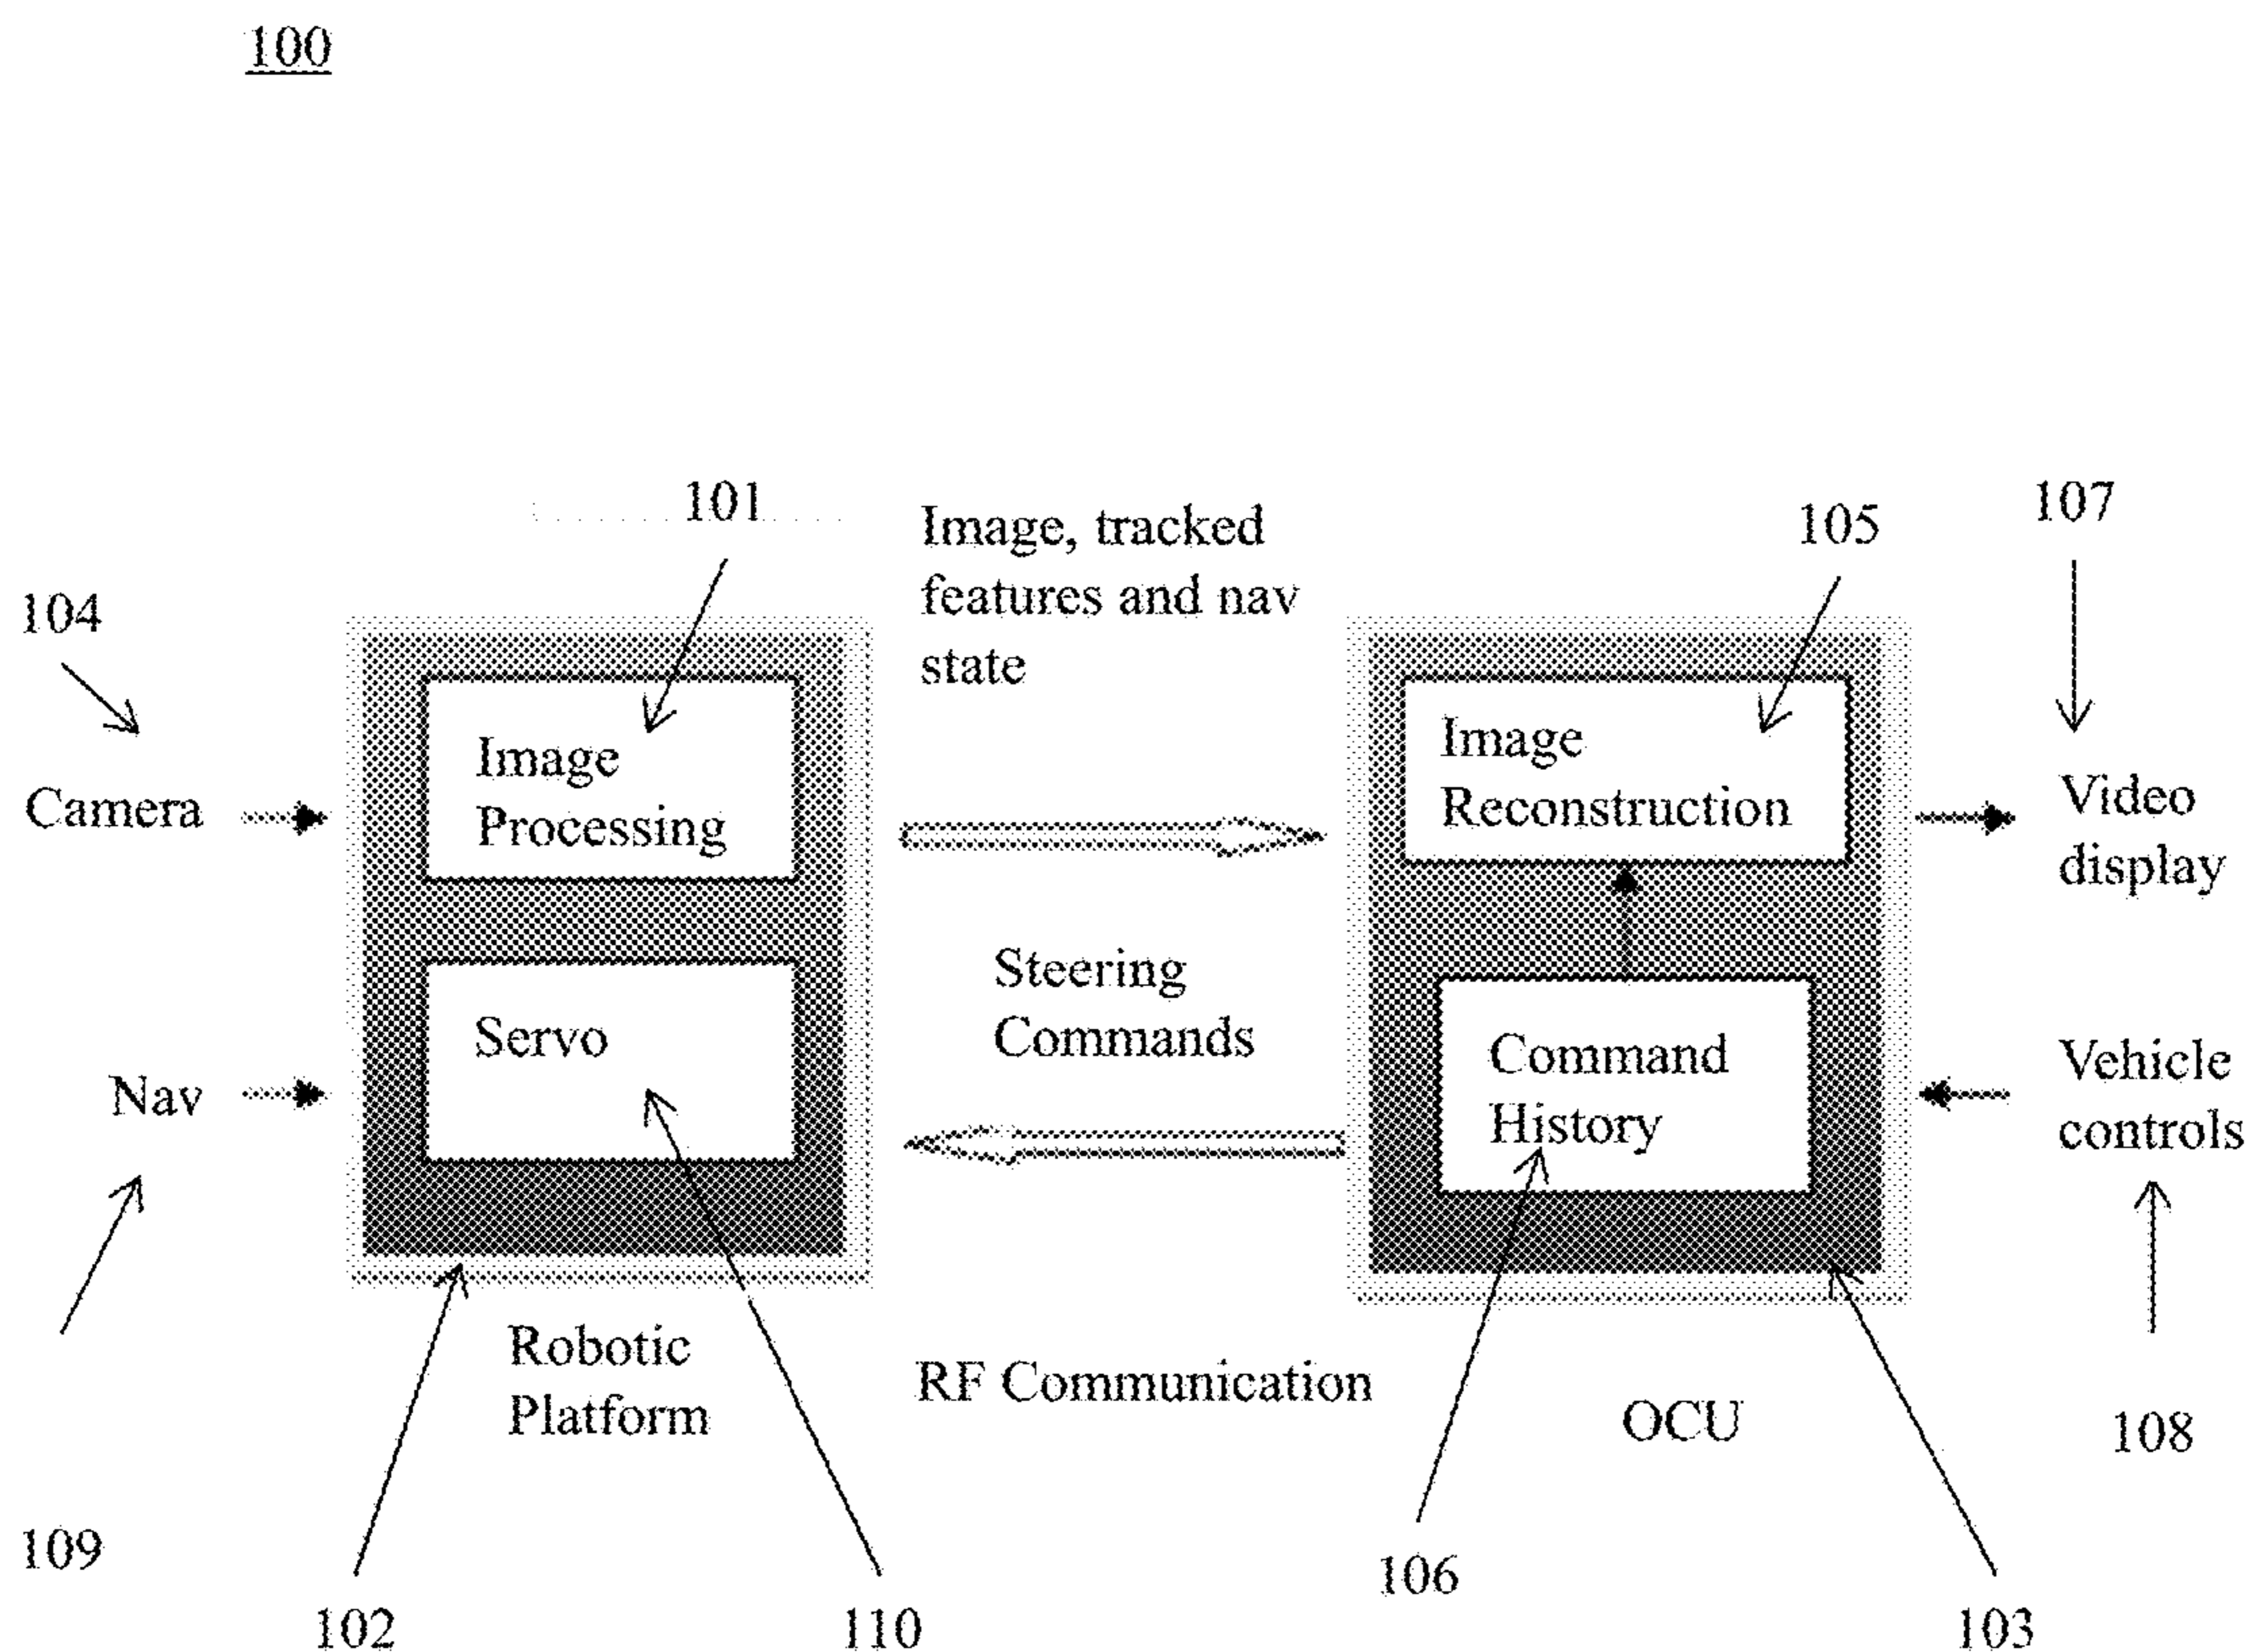 100
101
Image, tracked
features and nav
state
105
107
104
Image
Processing
Image
Reconstruction
Camera
Video
display
Steering
Commands
Servo
Command
History
Nav
Vehicle
controls
Robotic
Platform
RF Communication
OCU
108
109
106
102
110
103